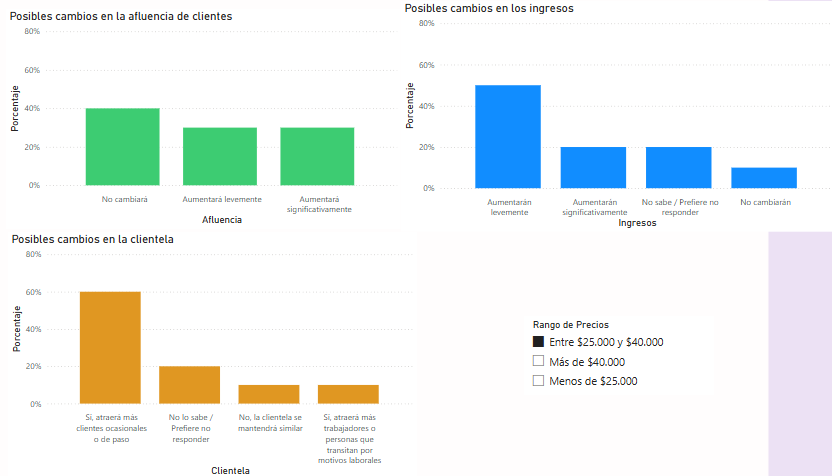 Posibles cambios en la afluencia de clientes
80%
60%
40%
20%
0%
Porcentaje
No cambiará
Aumentará levemente
Aumentará
significativamente
Afluencia
Posibles cambios en los ingresos
80%
60%
40%
20%
0%
Porcentaje
Aumentarán
levemente
Aumentarán
significativamente
No sabe / Prefiere no
responder
No cambiarán
Ingresos
Posibles cambios en la clientela
80%
60%
40%
20%
0%
Porcentaje
Sí, atraerá más
clientes ocasionales
o de paso
No lo sabe /
Prefiere no
responder
No, la clientela se
mantendrá similar
Sí, atraerá más
trabajadores o
personas que
transitan por
motivos laborales
Clientela
Rango de Precios
Entre $25.000 y $40.000
Más de $40.000
Menos de $25.000